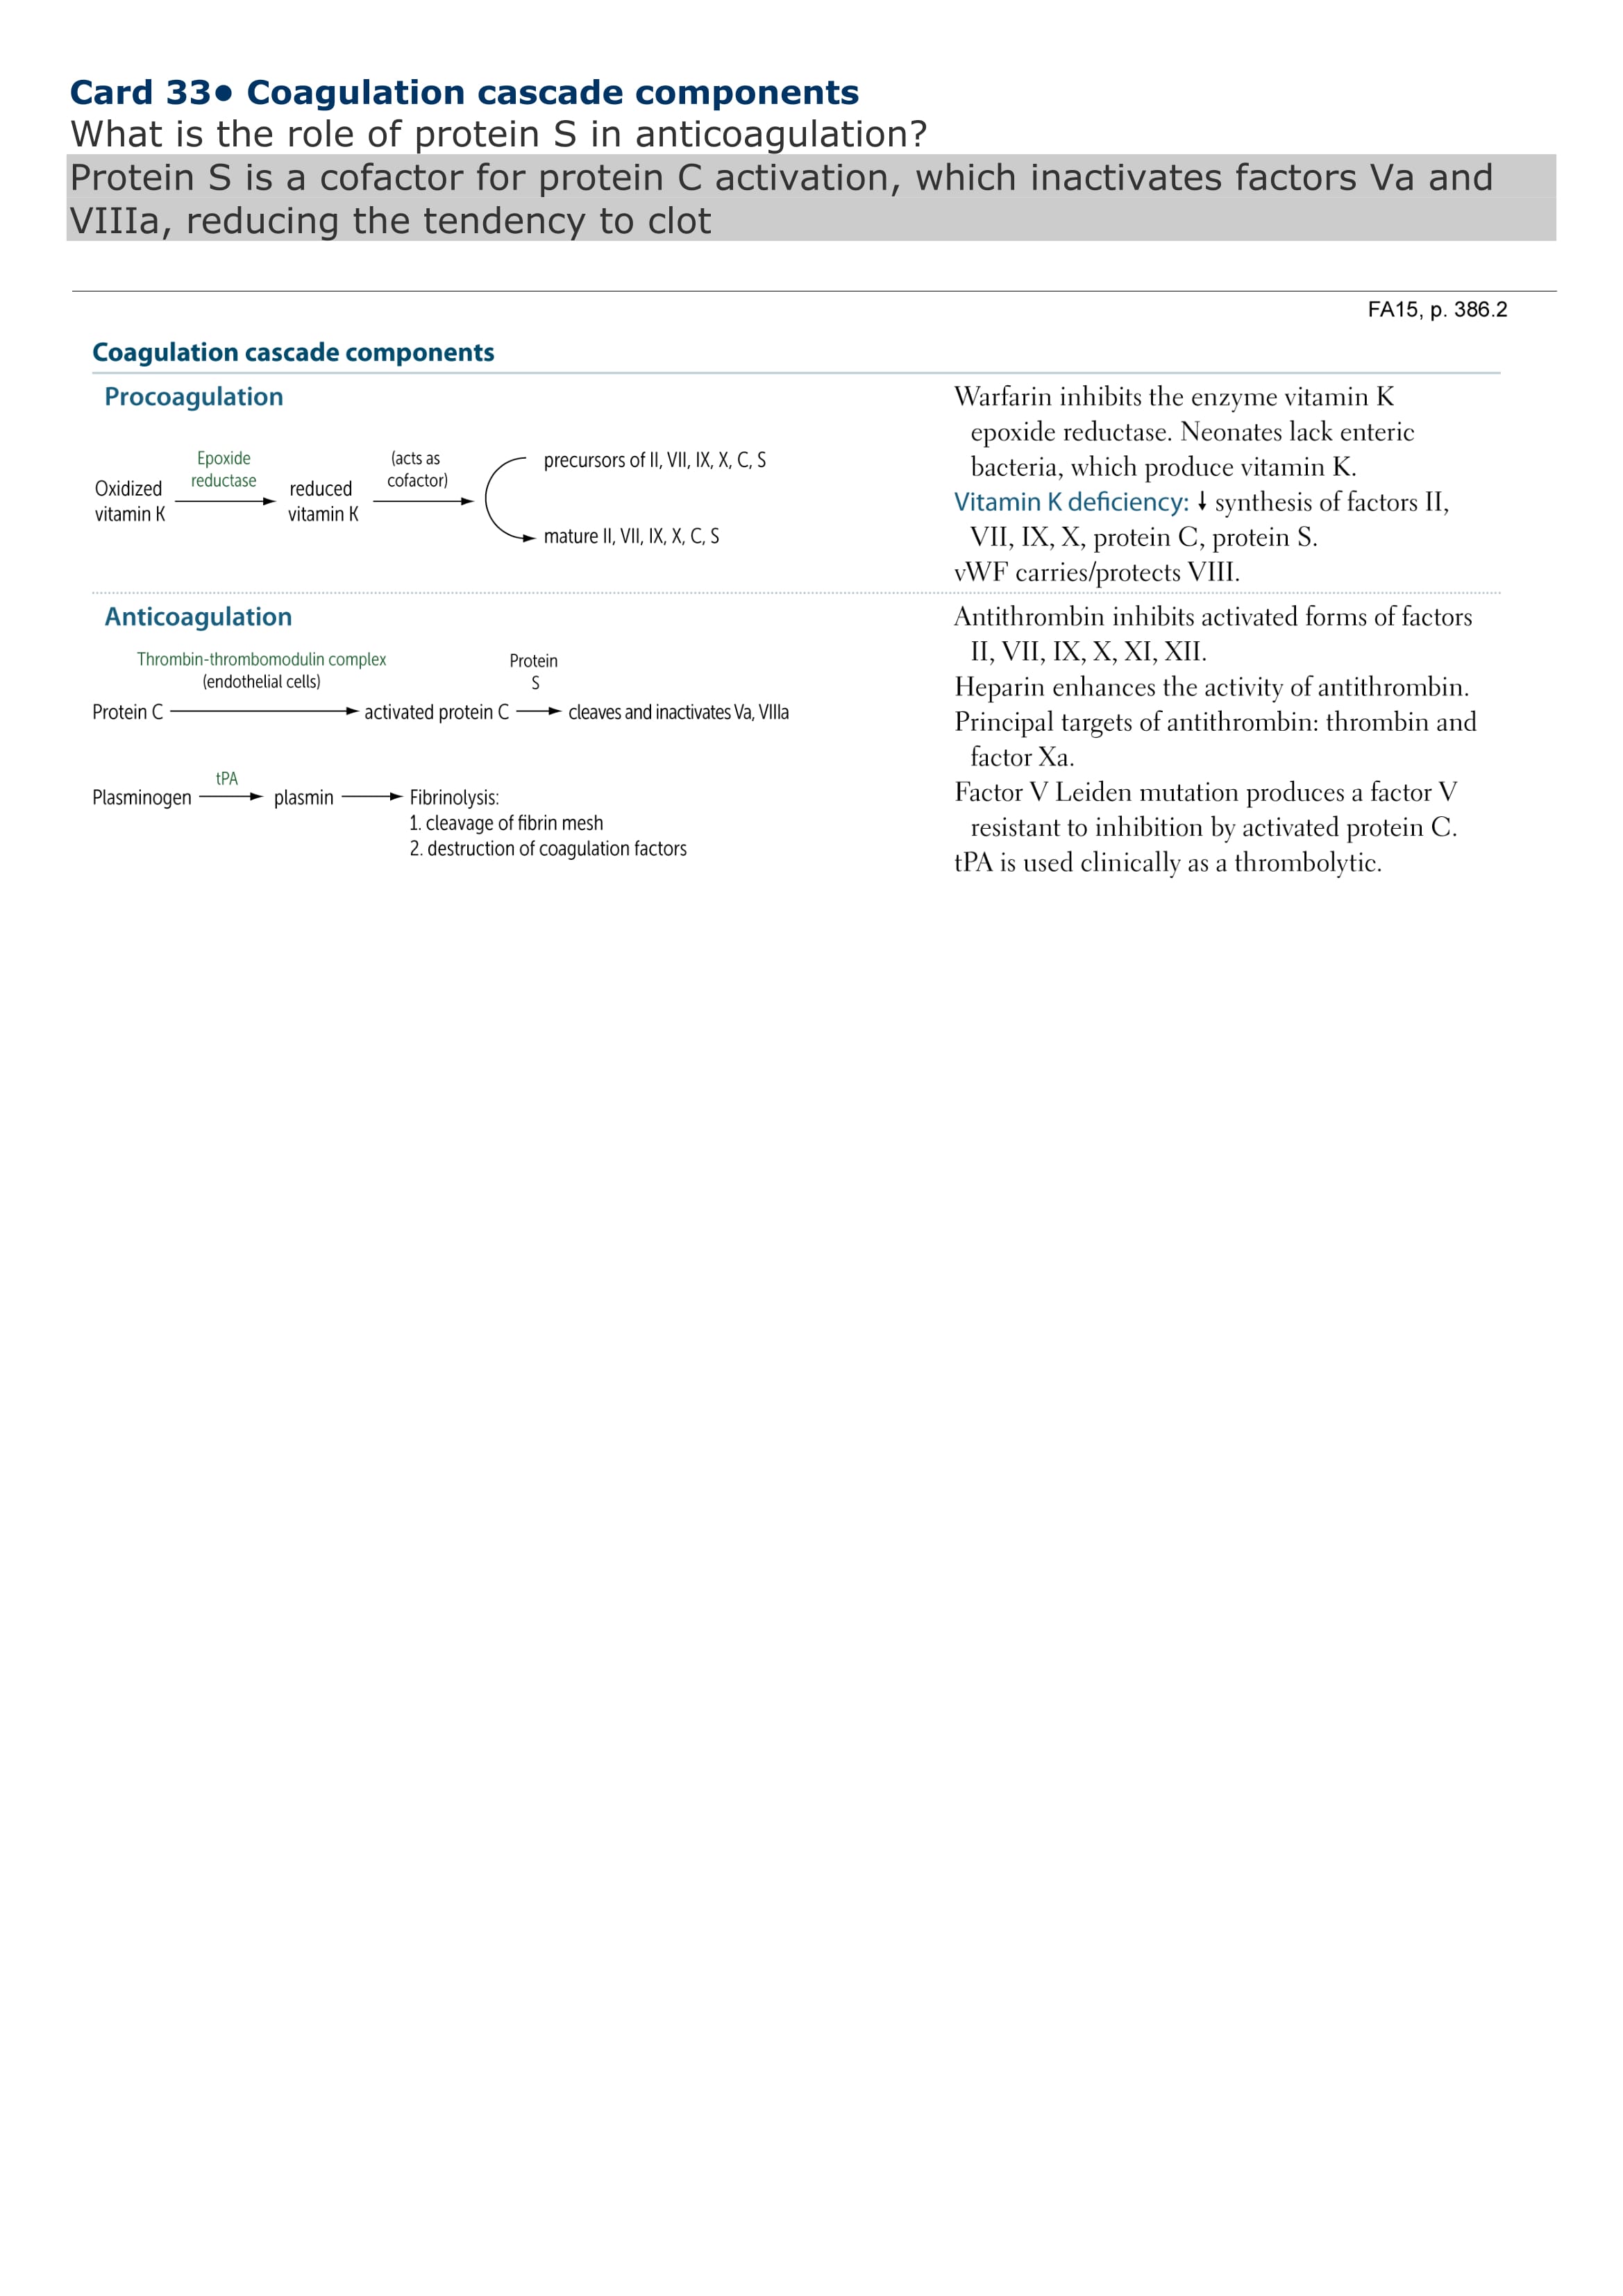 Card 33● Coagulation cascade components
What is the role of protein S in anticoagulation?
Protein S is a cofactor for protein C activation, which inactivates factors Va and
VIIIa, reducing the tendency to clot
FA15, p. 386.2
Coagulation cascade components
Procoagulation
Oxidized
vitamin K
Epoxide
reductase
reduced
vitamin K
(acts as
cofactor)
precursors of II, VII, IX, X, C, S
mature II, VII, IX, X, C, S
Warfarin inhibits the enzyme vitamin K
epoxide reductase. Neonates lack enteric
bacteria, which produce vitamin K.
Vitamin K deficiency: ↓ synthesis of factors II,
VII, IX, X, protein C, protein S.
vWF carries/protects VIII.
Anticoagulation
Thrombin-thrombomodulin complex
(endothelial cells)
Protein
S
Protein C
activated protein C
cleaves and inactivates Va, VIIIa
tPA
Plasminogen
plasmin
Fibrinolysis:
1. cleavage of fibrin mesh
2. destruction of coagulation factors
Antithrombin inhibits activated forms of factors
II, VII, IX, X, XI, XII.
Heparin enhances the activity of antithrombin.
Principal targets of antithrombin: thrombin and
factor Xa.
Factor V Leiden mutation produces a factor V
resistant to inhibition by activated protein C.
tPA is used clinically as a thrombolytic.